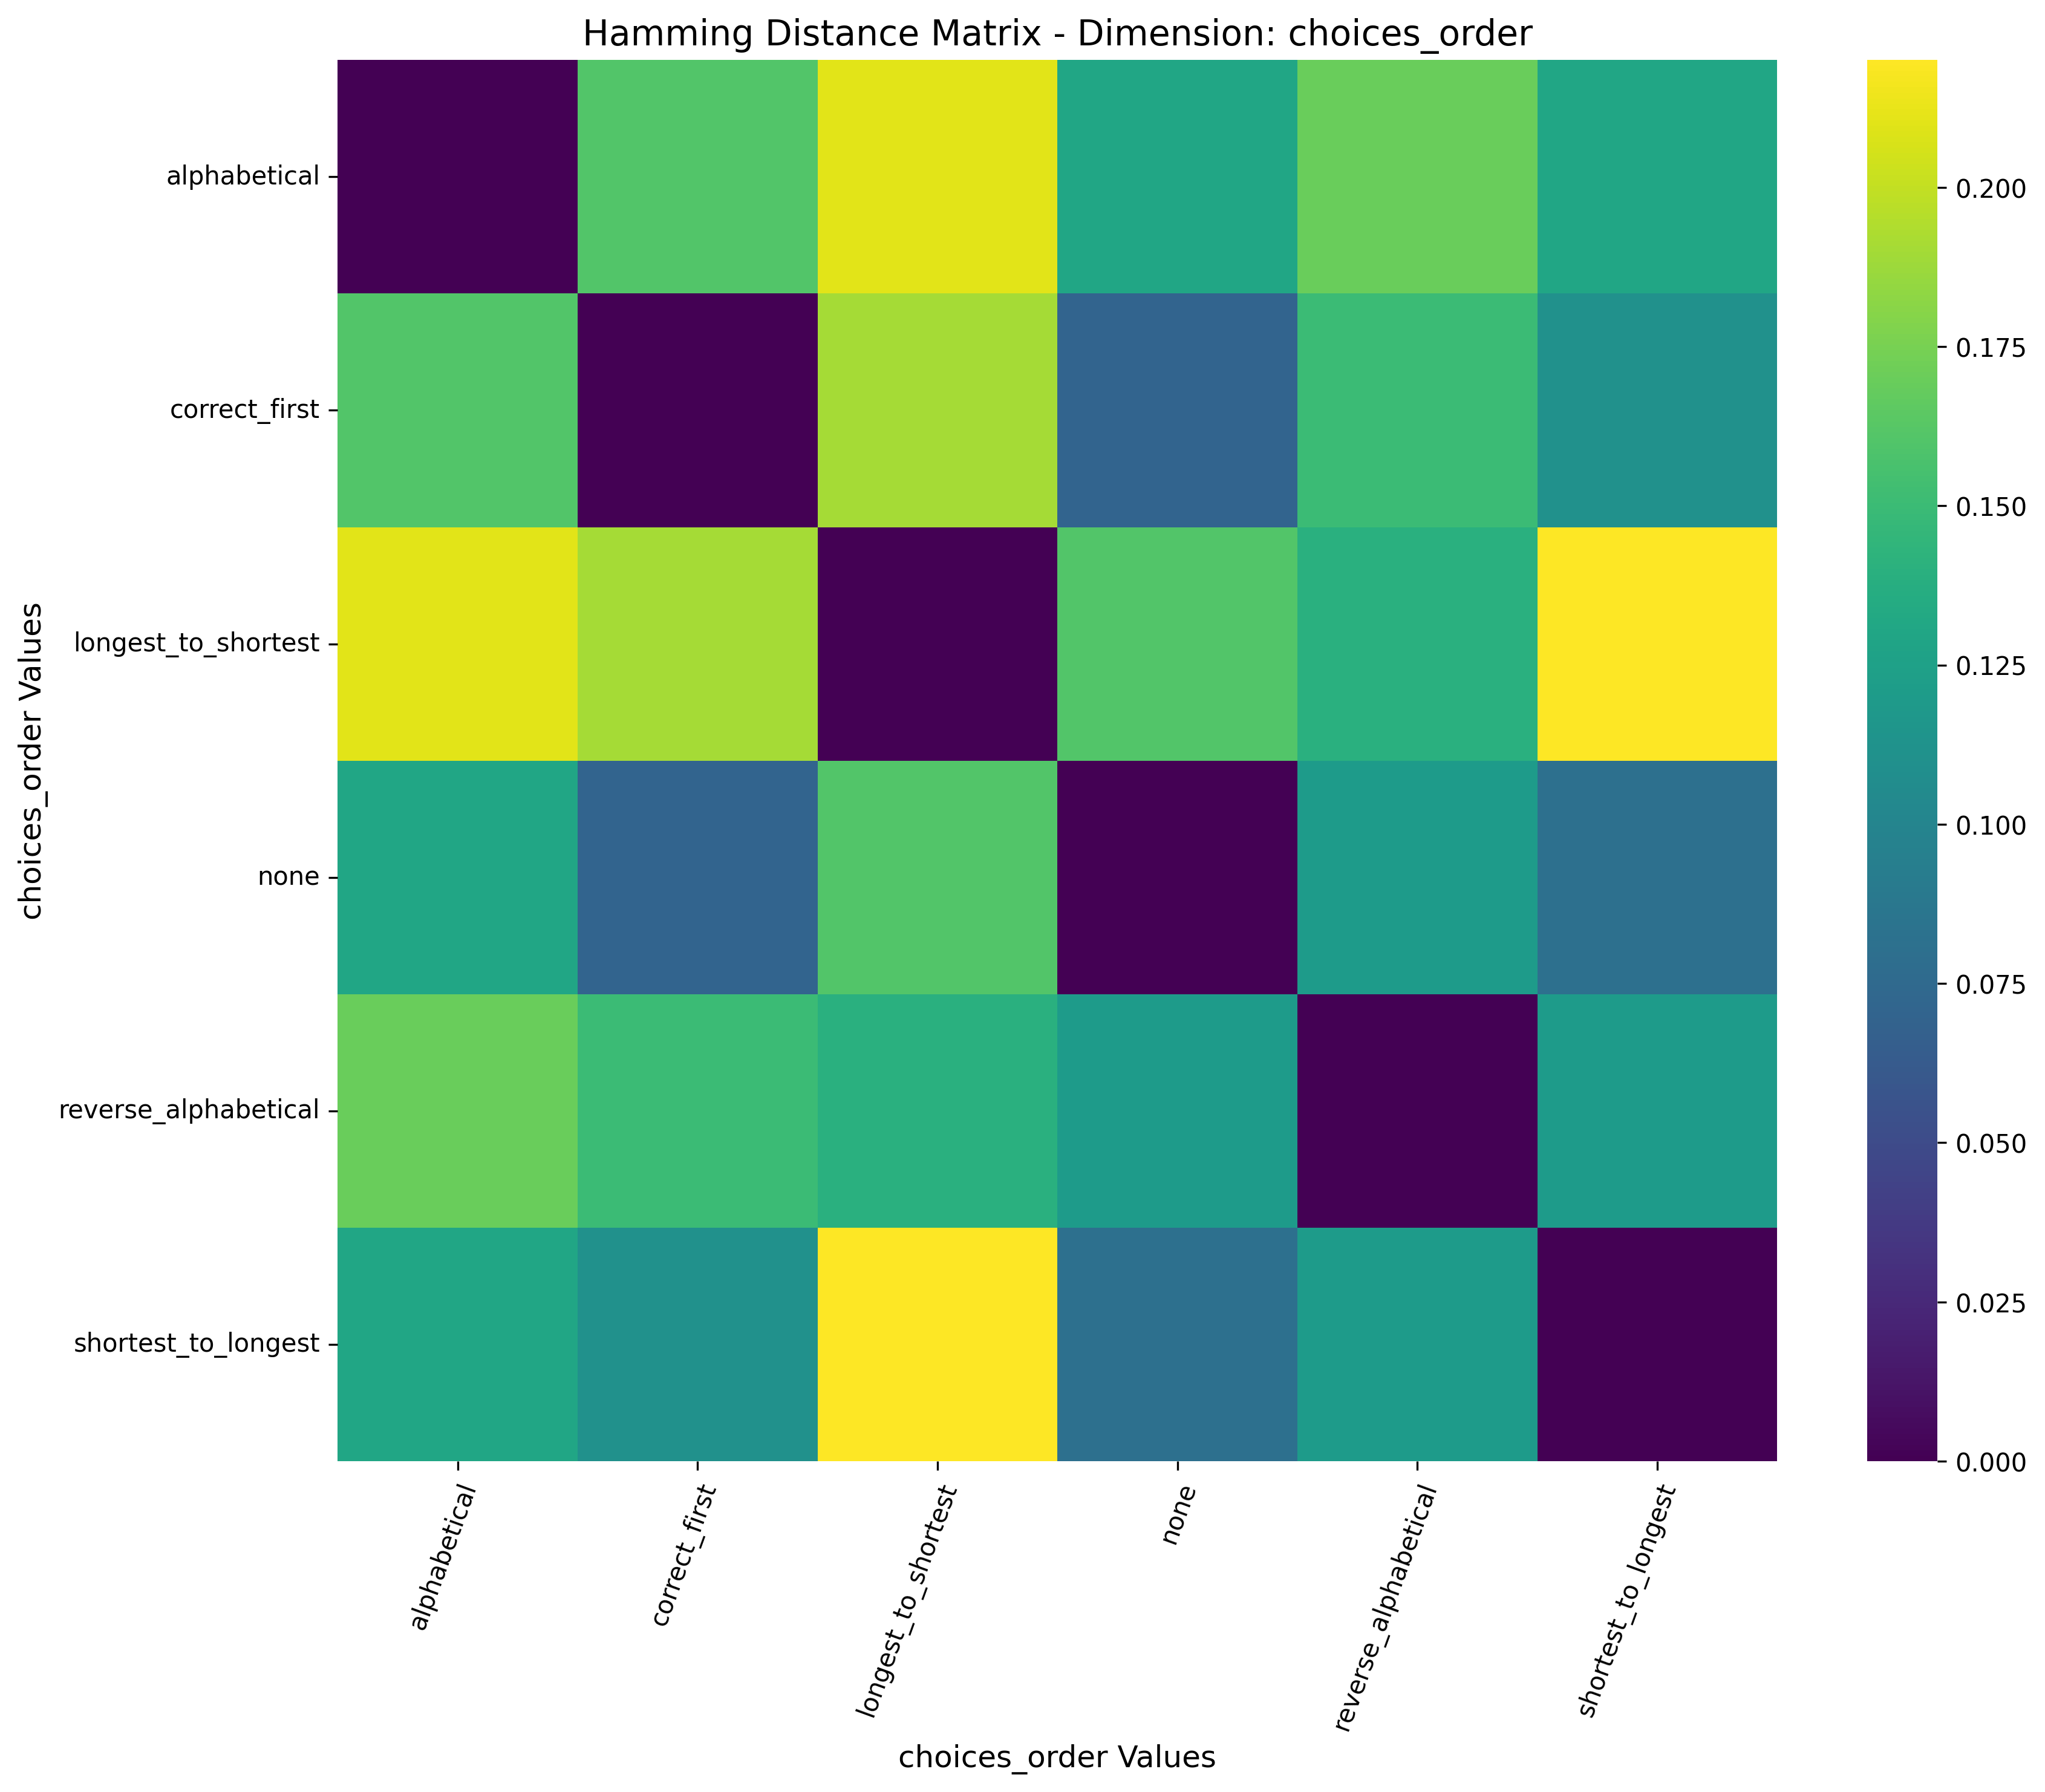 Hamming Distance Matrix - Dimension: choices_order
choices_order Values
alphabetical
correct_first
longest_to_shortest
none
reverse_alphabetical
shortest_to_longest
alphabetical
correct_first
longest_to_shortest
none
reverse_alphabetical
shortest_to_longest
choices_order Values
0.200
0.175
0.150
0.125
0.100
0.075
0.050
0.025
0.000